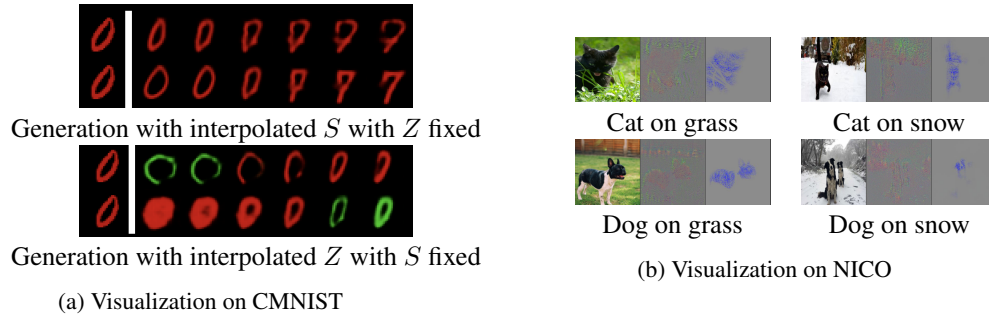 Generation with interpolated S with Z fixed
Generation with interpolated Z with S fixed
(a) Visualization on CMNIST
Cat on grass
Cat on snow
Dog on grass
Dog on snow
(b) Visualization on NICO